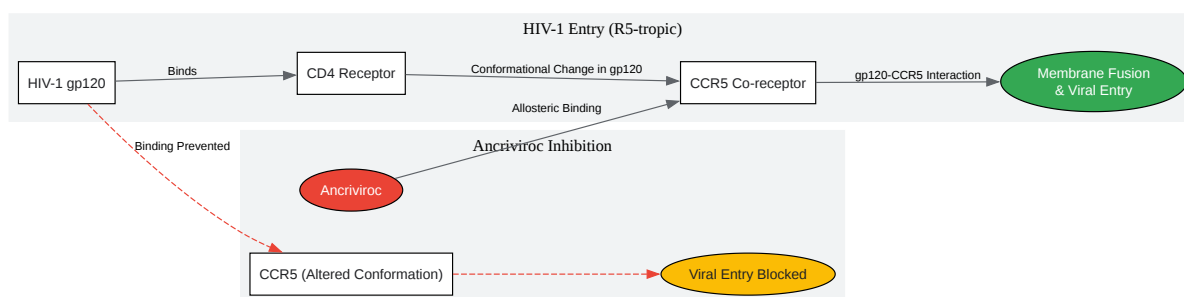 HIV-1 Entry (R5-tropic)
HIV-1 gp120
Binds
CD4 Receptor
Conformational Change in gp120
CCR5 Co-receptor
gp120-CCR5 Interaction
Membrane Fusion
& Viral Entry
Allosteric Binding
Binding Prevented
Ancriviroc Inhibition
Ancriviroc
CCR5 (Altered Conformation)
Viral Entry Blocked